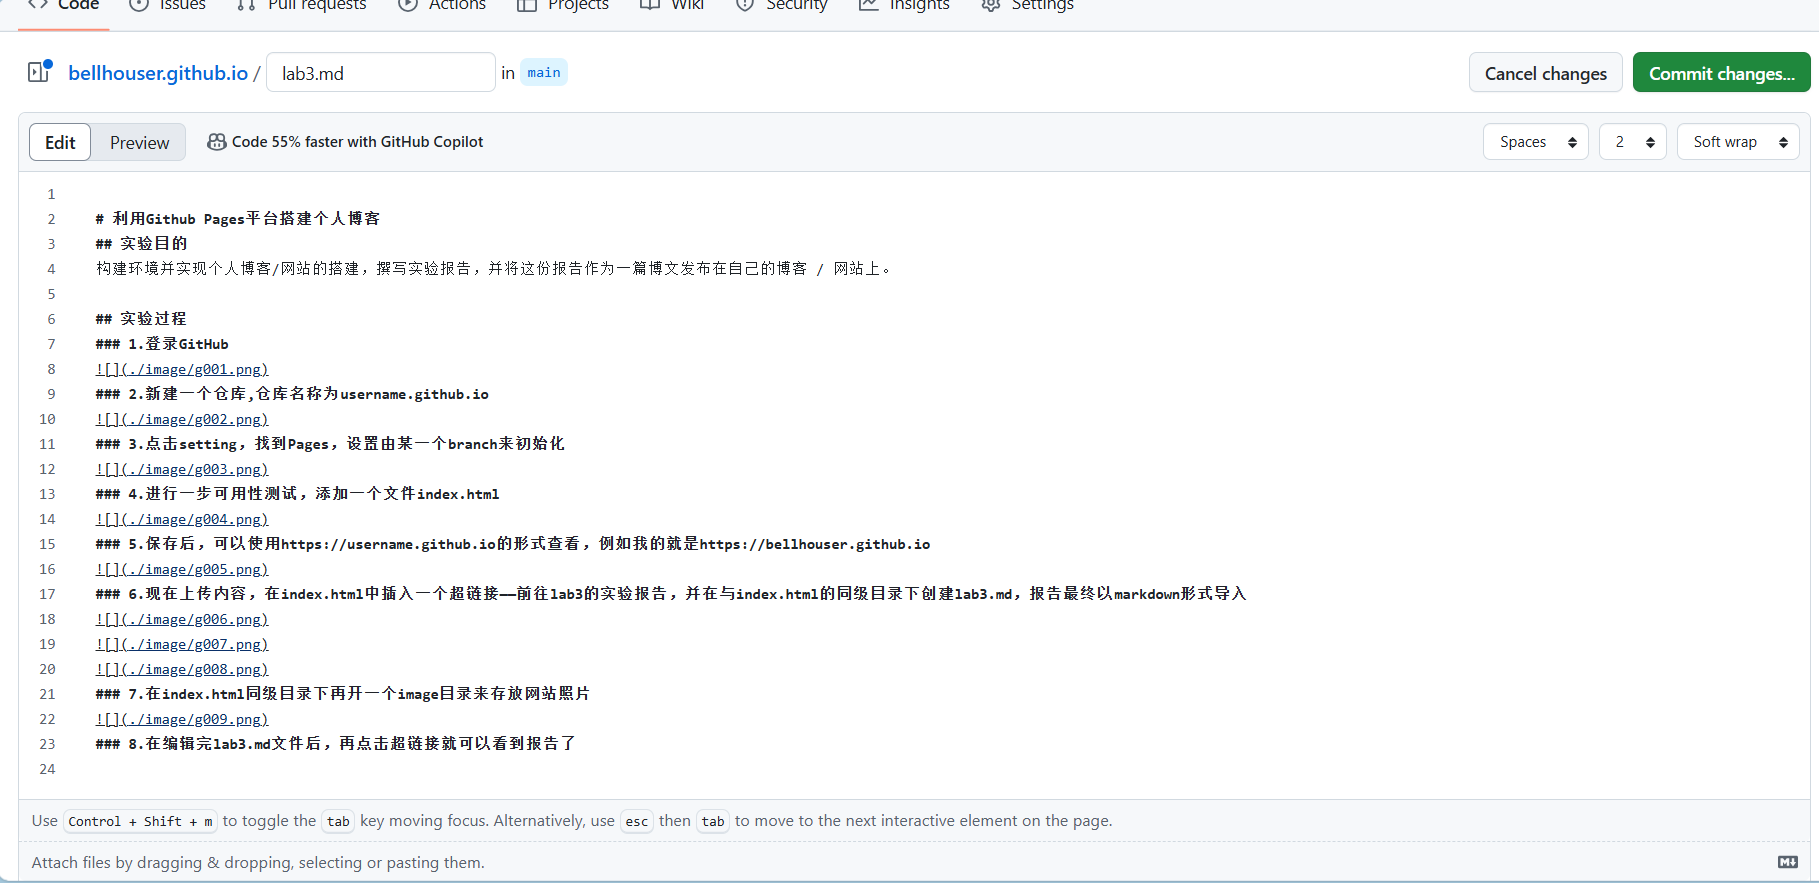 Code Issues Pull requests Actions Projects Wiki Security Insights Settings
bellhouser.github.io / lab3.md in main Cancel changes Commit changes...
Edit Preview Code 55% faster with GitHub Copilot Spaces 2 Soft wrap
1
2 # 利用Github Pages平台搭建个人博客
3 ## 实验目的
4 构建环境并实现个人博客/网站的搭建，撰写实验报告，并将这份报告作为一篇博文发布在自己的博客 / 网站上。
5
6 ## 实验过程
7 ### 1.登录GitHub
8 ![](./image/g001.png)
9 ### 2.新建一个仓库,仓库名称为username.github.io
10 ![](./image/g002.png)
11 ### 3.点击setting，找到Pages，设置由某一个branch来初始化
12 ![](./image/g003.png)
13 ### 4.进行一步可用性测试，添加一个文件index.html
14 ![](./image/g004.png)
15 ### 5.保存后，可以使用https://username.github.io的形式查看，例如我的就是https://bellhouser.github.io
16 ![](./image/g005.png)
17 ### 6.现在上传内容，在index.html中插入一个超链接——前往lab3的实验报告，并在与index.html的同级目录下创建lab3.md，报告最终以markdown形式导入
18 ![](./image/g006.png)
19 ![](./image/g007.png)
20 ![](./image/g008.png)
21 ### 7.在index.html同级目录下再开一个image目录来存放网站照片
22 ![](./image/g009.png)
23 ### 8.在编辑完lab3.md文件后，再点击超链接就可以看到报告了
24
Use Control + Shift + m to toggle the tab key moving focus. Alternatively, use esc then tab to move to the next interactive element on the page.
Attach files by dragging & dropping, selecting or pasting them.